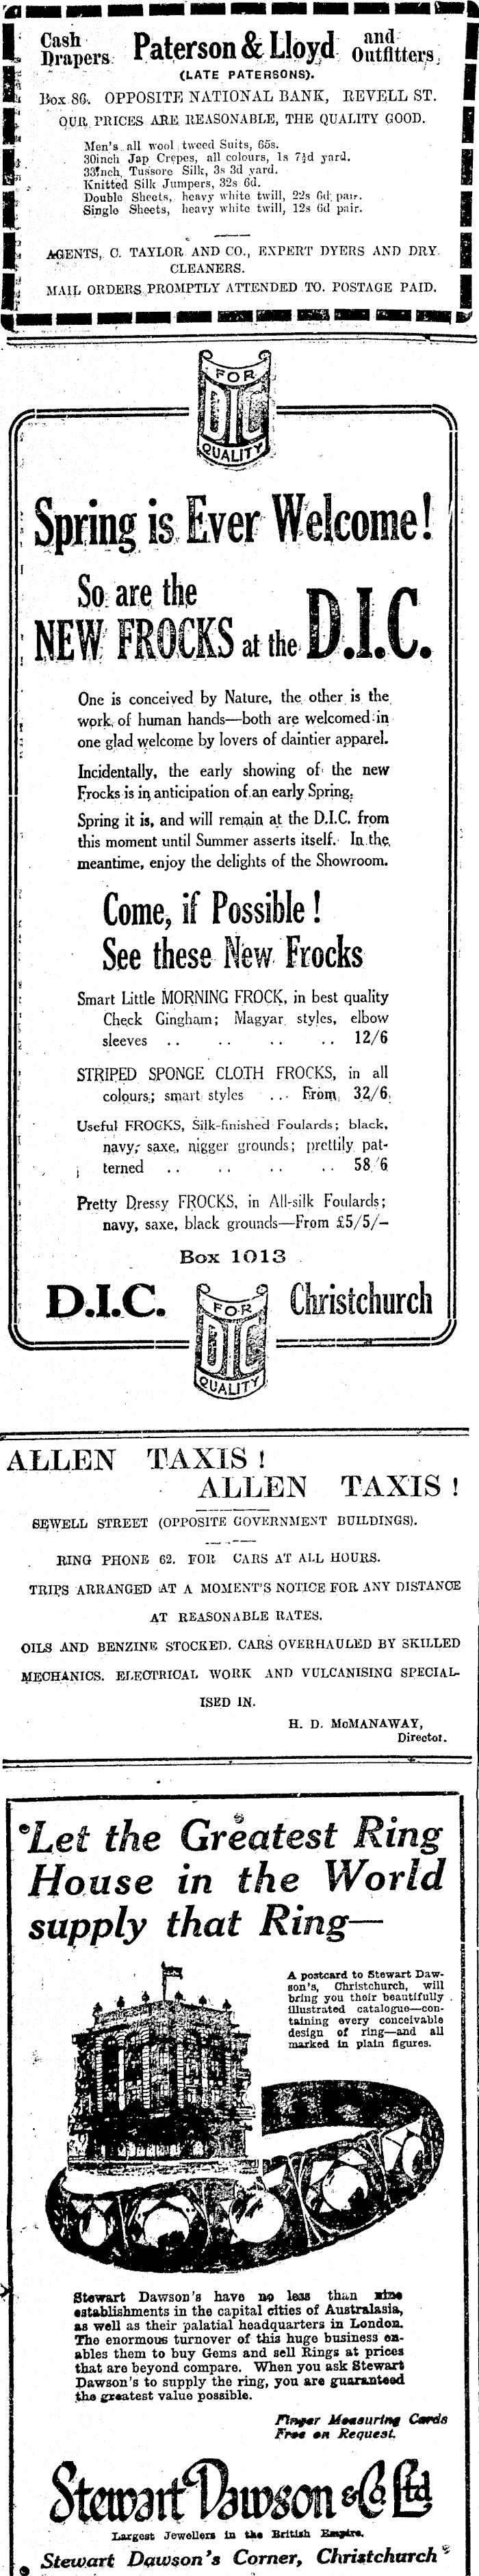 Cash Drapers Paterson & Lloyd and Outfitters.
(LATE PATERSONS).
Box 86. OPPOSITE NATIONAL BANK, REVELL ST.
OUR PRICES ARE REASONABLE, THE QUALITY GOOD.
Men's all wool tweed Suits, 65s.
30inch Jap Crepes, all colours, 1s 7½d yard.
33inch, Tussore Silk, 3s 3d yard.
Knitted Silk Jumpers, 32s 6d.
Double Sheets, heavy white twill, 22s 6d pair.
Single Sheets, heavy white twill, 12s 6d pair.
AGENTS, C. TAYLOR AND CO., EXPERT DYERS AND DRY
CLEANERS.
MAIL ORDERS PROMPTLY ATTENDED TO. POSTAGE PAID.
FOR
DIC
QUALITY
Spring is Ever Welcome!
So are the
NEW FROCKS at the D.I.C.
One is conceived by Nature, the other is the
work of human hands—both are welcomed in
one glad welcome by lovers of daintier apparel.
Incidentally, the early showing of the new
Frocks is in anticipation of an early Spring.
Spring it is, and will remain at the D.I.C. from
this moment until Summer asserts itself. In the
meantime, enjoy the delights of the Showroom.
Come, if Possible!
See these New Frocks
Smart Little MORNING FROCK, in best quality
Check Gingham; Magyar styles, elbow
sleeves .. .. .. .. 12/6
STRIPED SPONGE CLOTH FROCKS, in all
colours; smart styles ... From 32/6
Useful FROCKS, Silk-finished Foulards; black,
navy, saxe, nigger grounds; prettily pat-
terned .. .. .. .. 58/6
Pretty Dressy FROCKS, in All-silk Foulards;
navy, saxe, black grounds—From £5/5/-
Box 1013
D.I.C. FOR DIC QUALITY Christchurch
ALLEN TAXIS!
ALLEN TAXIS!
SEWELL STREET (OPPOSITE GOVERNMENT BUILDINGS).
RING PHONE 62. FOR CARS AT ALL HOURS.
TRIPS ARRANGED AT A MOMENT'S NOTICE FOR ANY DISTANCE
AT REASONABLE RATES.
OILS AND BENZINE STOCKED. CARS OVERHAULED BY SKILLED
MECHANICS. ELECTRICAL WORK AND VULCANISING SPECIAL-
ISED IN.
H. D. McMANAWAY,
Director.
Let the Greatest Ring
House in the World
supply that Ring—
A postcard to Stewart Daw-
son's, Christchurch, will
bring you their beautifully
illustrated catalogue—con-
taining every conceivable
design of ring—and all
marked in plain figures.
Stewart Dawson's have no less than nine
establishments in the capital cities of Australasia,
as well as their palatial headquarters in London.
The enormous turnover of this huge business en-
ables them to buy Gems and sell Rings at prices
that are beyond compare. When you ask Stewart
Dawson's to supply the ring, you are guaranteed
the greatest value possible.
Finger Measuring Cards
Free on Request.
Stewart Dawson & Co Ltd
Largest Jewellers in the British Empire.
Stewart Dawson's Corner, Christchurch